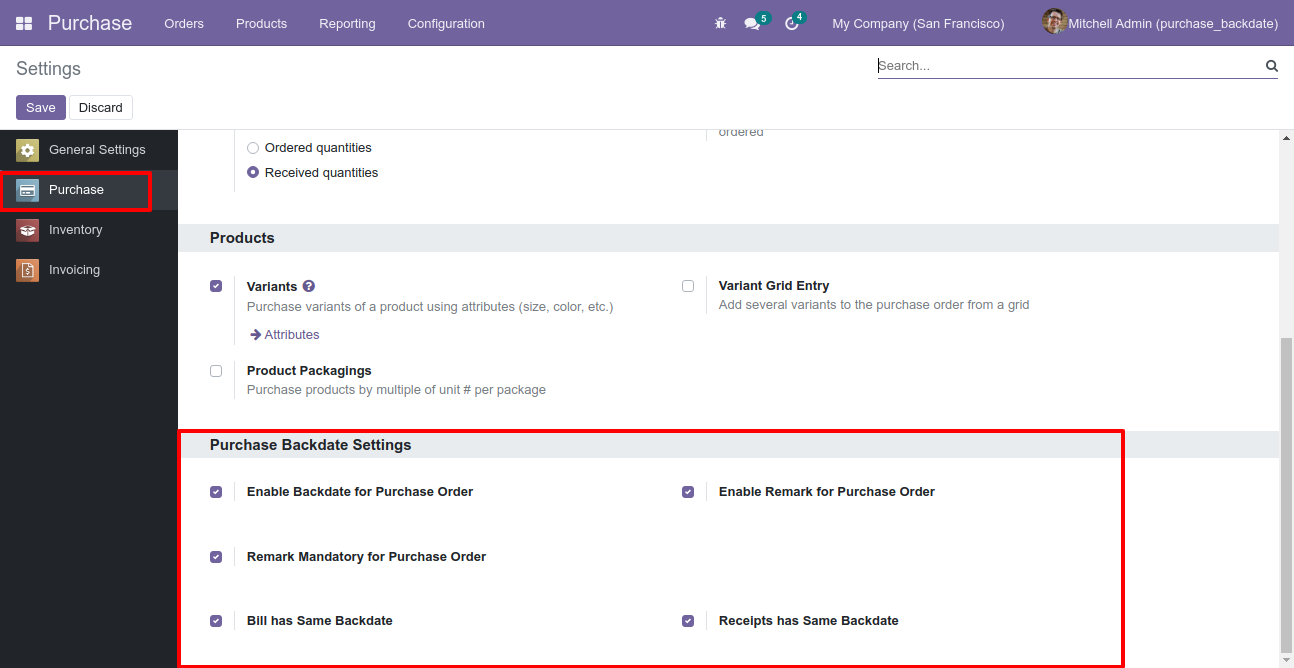 Purchase Orders Products Reporting Configuration 5 4 My Company (San Francisco) Mitchell Admin (purchase_backdate)
Settings
Search...
Save Discard
General Settings
Purchase
Inventory
Invoicing
ordered
Ordered quantities
Received quantities
Products
Variants ?
Purchase variants of a product using attributes (size, color, etc.)
Attributes
Variant Grid Entry
Add several variants to the purchase order from a grid
Product Packagings
Purchase products by multiple of unit # per package
Purchase Backdate Settings
Enable Backdate for Purchase Order
Enable Remark for Purchase Order
Remark Mandatory for Purchase Order
Bill has Same Backdate
Receipts has Same Backdate